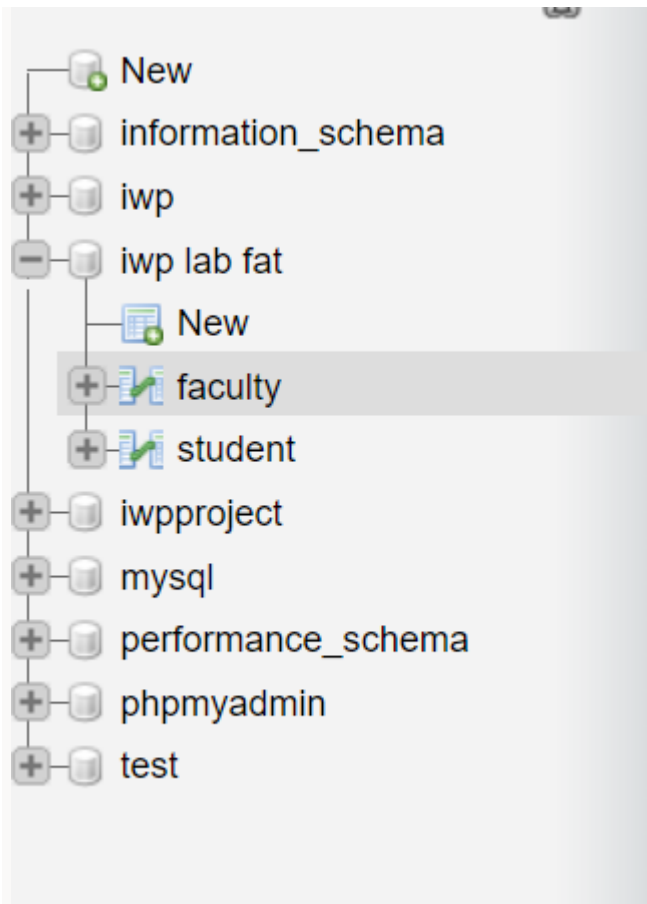 New
information_schema
iwp
iwp lab fat
New
faculty
student
iwpproject
mysql
performance_schema
phpmyadmin
test